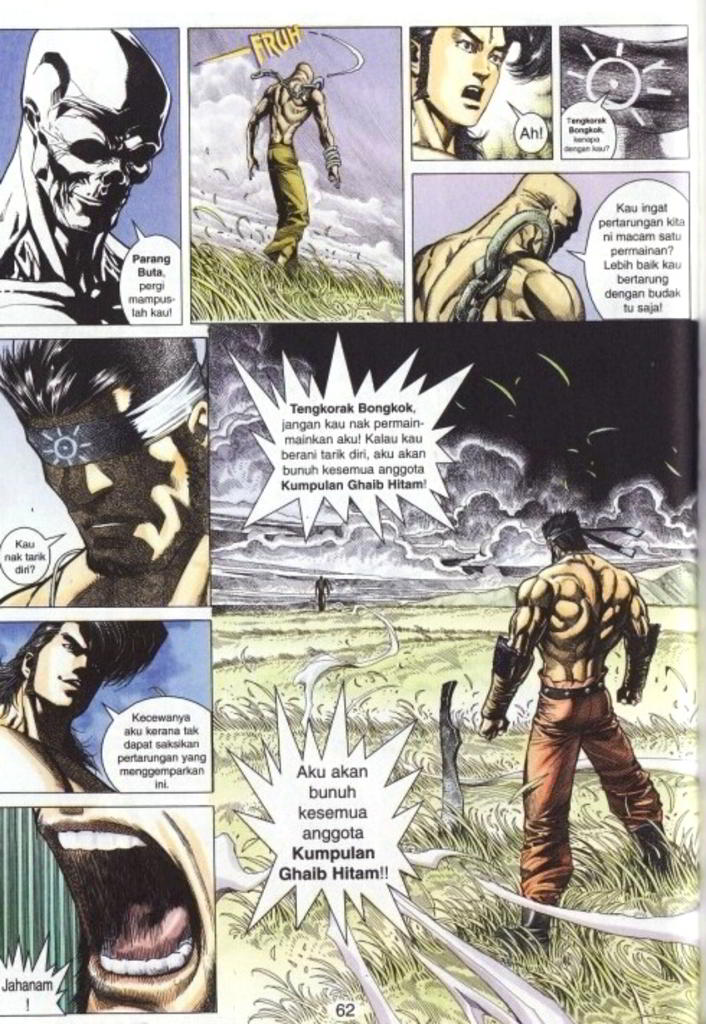 FRUH
Parang
Buta,
pergi
mampus-
lah kau!
Ah!
Tengkorak
Bongkok,
kenapa
dengan kau?
Kau ingat
pertarungan kita
ni macam satu
permainan?
Lebih baik kau
bertarung
dengan budak
tu saja!
Kau
nak tarik
diri?
Tengkorak Bongkok,
jangan kau nak permain-
mainkan aku! Kalau kau
berani tarik diri, aku akan
bunuh kesemua anggota
Kumpulan Ghaib Hitam!
Kecewanya
aku kerana tak
dapat saksikan
pertarungan yang
menggemparkan
ini.
Jahanam
!
Aku akan
bunuh
kesemua
anggota
Kumpulan
Ghaib Hitam!!
62